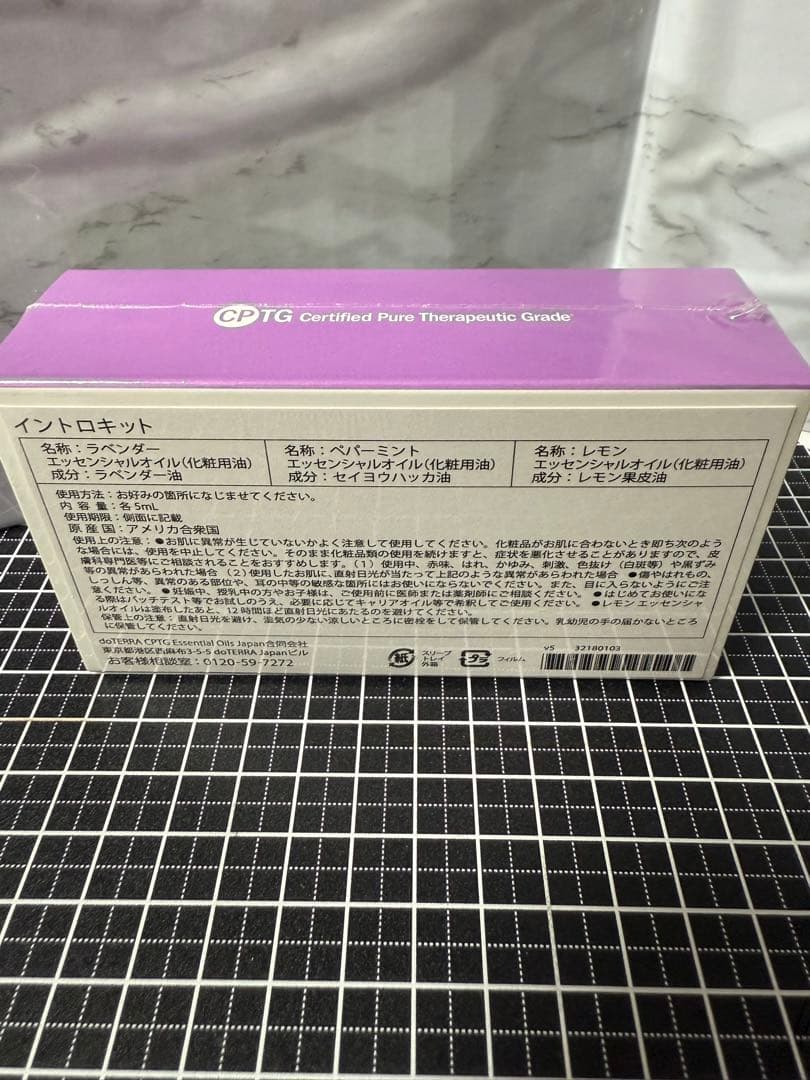 CPTG Certified Pure Therapeutic Grade®
イントロキット
名称：ラベンダー
エッセンシャルオイル(化粧用油)
成分：ラベンダー油
名称：ペパーミント
エッセンシャルオイル(化粧用油)
成分：セイヨウハッカ油
名称：レモン
エッセンシャルオイル(化粧用油)
成分：レモン果皮油
使用方法：お好みの箇所になじませてください。
内 容 量：各5mL
使用期限：側面に記載
原 産 国：アメリカ合衆国
使用上の注意：●お肌に異常が生じていないかよく注意して使用してください。化粧品がお肌に合わないとき即ち次のよう
な場合には、使用を中止してください。そのまま化粧品類の使用を続けますと、症状を悪化させることがありますので、皮
膚科専門医等にご相談されることをおすすめします。（1）使用中、赤味、はれ、かゆみ、刺激、色抜け（白斑等）や黒ずみ
等の異常があらわれた場合（2）使用したお肌に、直射日光が当たって上記のような異常があらわれた場合 ●傷やはれもの、
しっしん等、異常のある部位や、耳の中等の敏感な箇所にはお使いにならないでください。また、目に入らないようにご注
意ください。●妊娠中、授乳中の方やお子様は、ご使用前に医師または薬剤師にご相談ください。●はじめてお使いにな
る際はパッチテスト等でお試しのうえ、必要に応じてキャリアオイル等で希釈してご使用ください。●レモンエッセンシャ
ルオイルは塗布したあと、12時間ほど直射日光にあたるのを避けてください。
保管上の注意：直射日光を避け、湿気の少ない涼しいところに密栓をして保管してください。乳幼児の手の届かないところ
に保管してください。
doTERRA CPTG Essential Oils Japan合同会社
東京都港区西麻布3-5-5 doTERRA Japanビル
お客様相談室：0120-59-7272
紙
スリーブ
トレイ
外箱
プラ
フィルム
v5 32180103